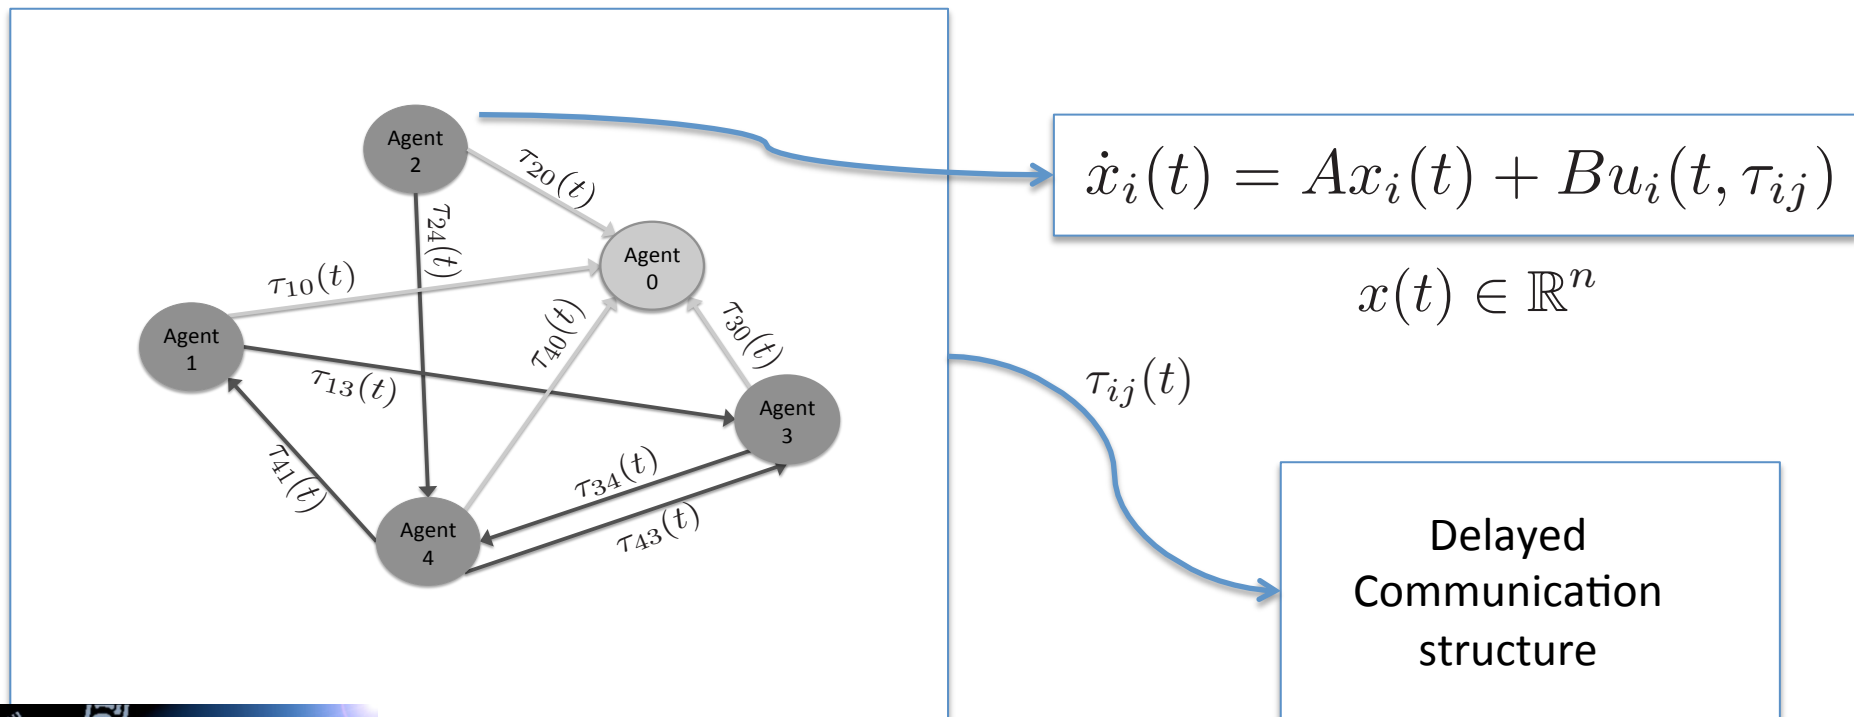 Agent
2
τ₂₀(t)
τ₂₄(t)
Agent
0
τ₁₀(t)
τ₄₀(t)
τ₃₀(t)
Agent
1
τ₁₃(t)
Agent
3
τ₄₁(t)
τ₃₄(t)
τ₄₃(t)
Agent
4
ẋᵢ(t) = Axᵢ(t) + Buᵢ(t, τᵢⱼ)
x(t) ∈ ℝⁿ
τᵢⱼ(t)
Delayed
Communication
structure